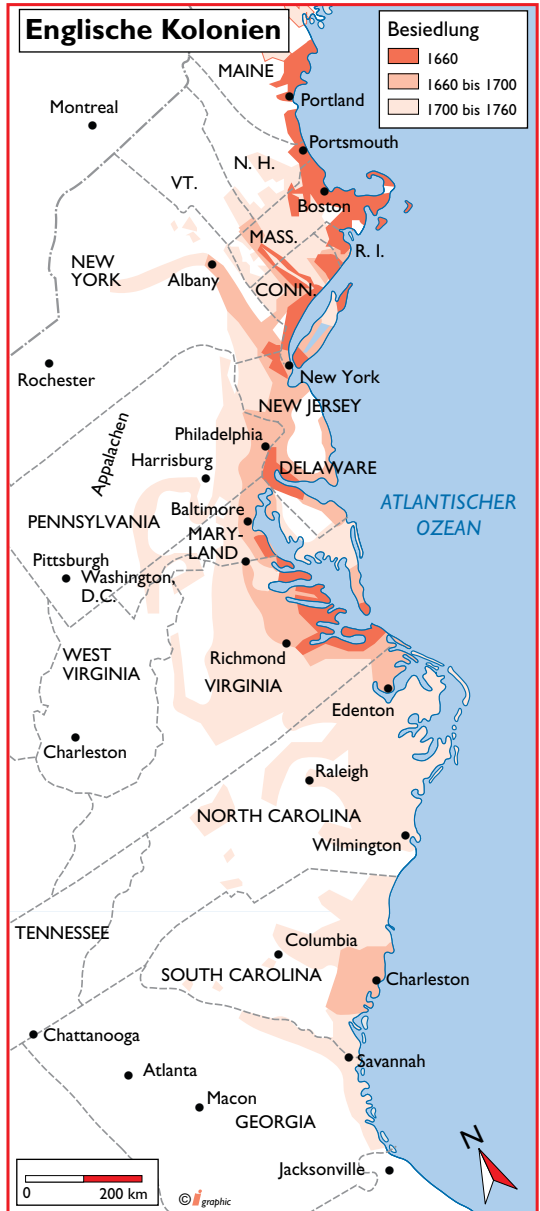 Englische Kolonien
Besiedlung
1660
1660 bis 1700
1700 bis 1760
MAINE
Montreal
Portland
Portsmouth
N. H.
VT.
Boston
MASS.
R. I.
NEW
YORK
Albany
CONN.
Rochester
New York
NEW JERSEY
Appalachen
Philadelphia
Harrisburg
DELAWARE
ATLANTISCHER
OZEAN
Baltimore
PENNSYLVANIA
MARY-
LAND
Pittsburgh
Washington,
D.C.
WEST
VIRGINIA
Richmond
VIRGINIA
Edenton
Charleston
Raleigh
NORTH CAROLINA
Wilmington
TENNESSEE
Columbia
SOUTH CAROLINA
Charleston
Chattanooga
Savannah
Atlanta
Macon
GEORGIA
N
Jacksonville
0 200 km
© i graphic